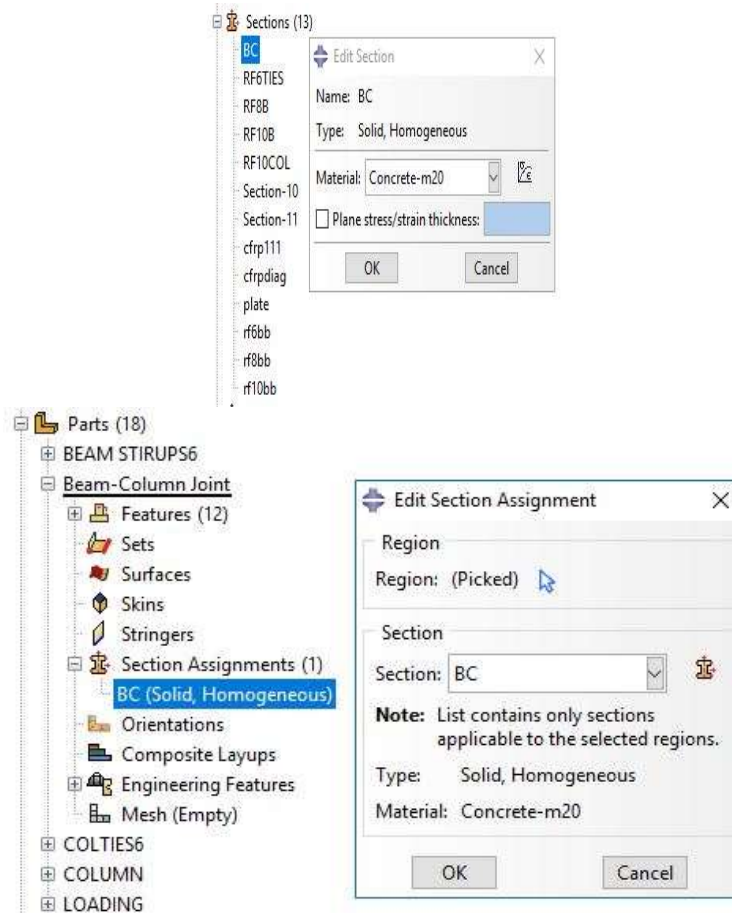 Sections (13)
BC
RF6TIES
RF8B
RF10B
RF10COL
Section-10
Section-11
cfrp111
cfrpdiag
plate
rf6bb
rf8bb
rf10bb
Edit Section
Name: BC
Type: Solid, Homogeneous
Material: Concrete-m20
Plane stress/strain thickness:
OK Cancel
Parts (18)
BEAM STIRUPS6
Beam-Column Joint
Features (12)
Sets
Surfaces
Skins
Stringers
Section Assignments (1)
BC (Solid, Homogeneous)
Orientations
Composite Layups
Engineering Features
Mesh (Empty)
COLTIES6
COLUMN
LOADING
Edit Section Assignment
Region
Region: (Picked)
Section
Section: BC
Note: List contains only sections
applicable to the selected regions.
Type: Solid, Homogeneous
Material: Concrete-m20
OK Cancel